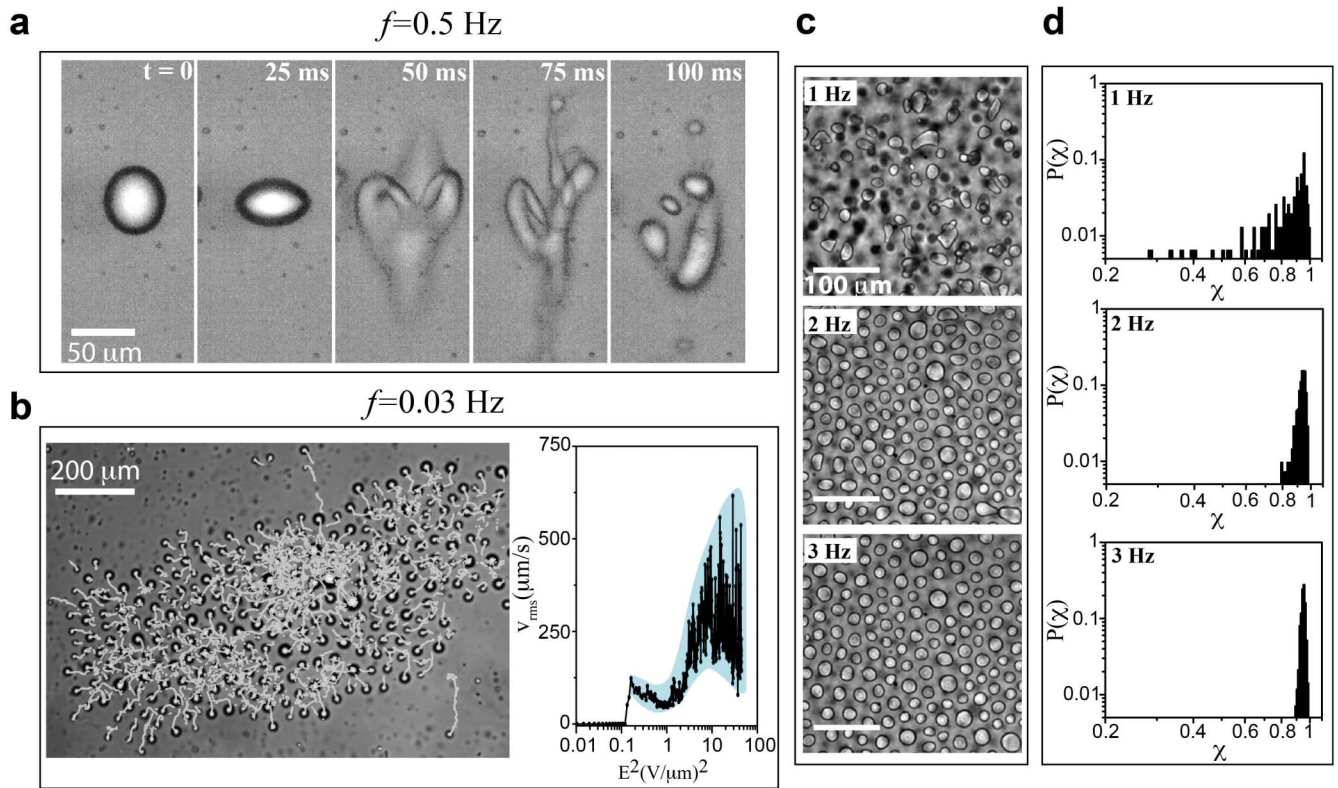 a
f=0.5 Hz
t = 0
25 ms
50 ms
75 ms
100 ms
50 µm
b
f=0.03 Hz
200 µm
750
500
250
0
v_rms(µm/s)
0.01 0.1 1 10 100
E²(V/µm)²
c
1 Hz
100 µm
2 Hz
3 Hz
d
1 Hz
1
0.1
0.01
P(χ)
0.2 0.4 0.6 0.8 1
χ
2 Hz
1
0.1
0.01
P(χ)
0.2 0.4 0.6 0.8 1
χ
3 Hz
1
0.1
0.01
P(χ)
0.2 0.4 0.6 0.8 1
χ